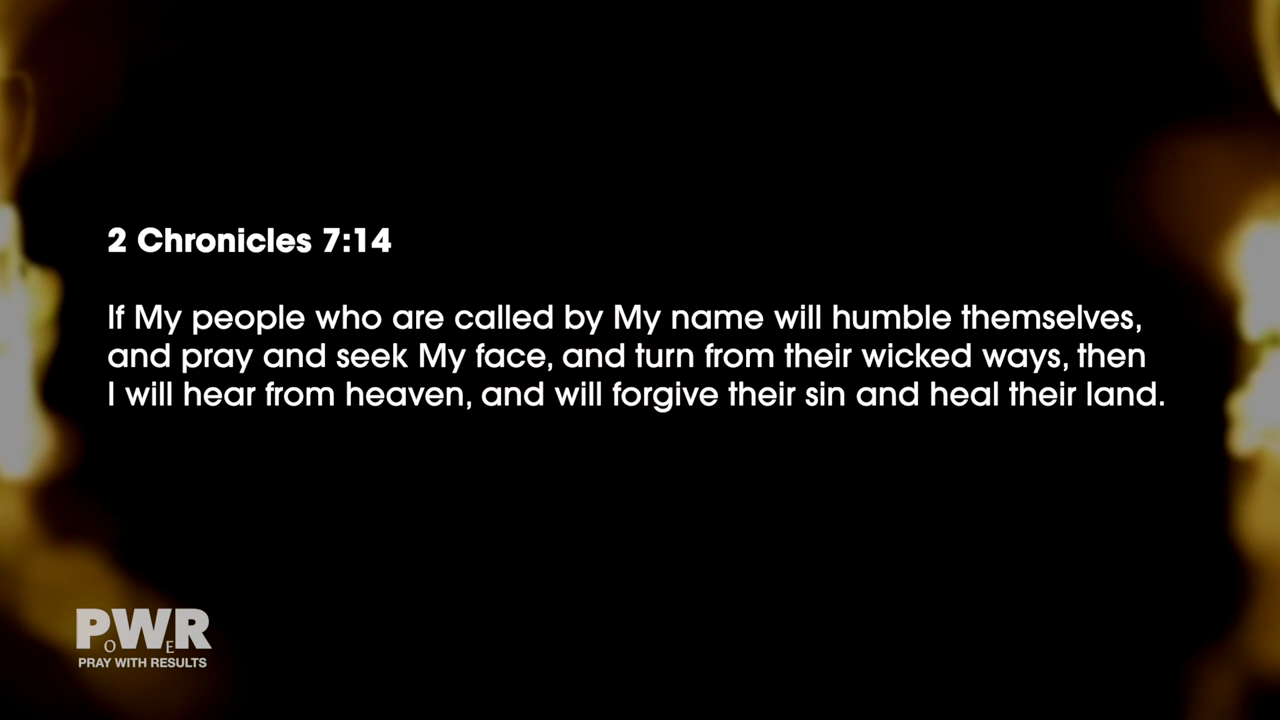 2 Chronicles 7:14
If My people who are called by My name will humble themselves,
and pray and seek My face, and turn from their wicked ways, then
I will hear from heaven, and will forgive their sin and heal their land.
POWER
PRAY WITH RESULTS